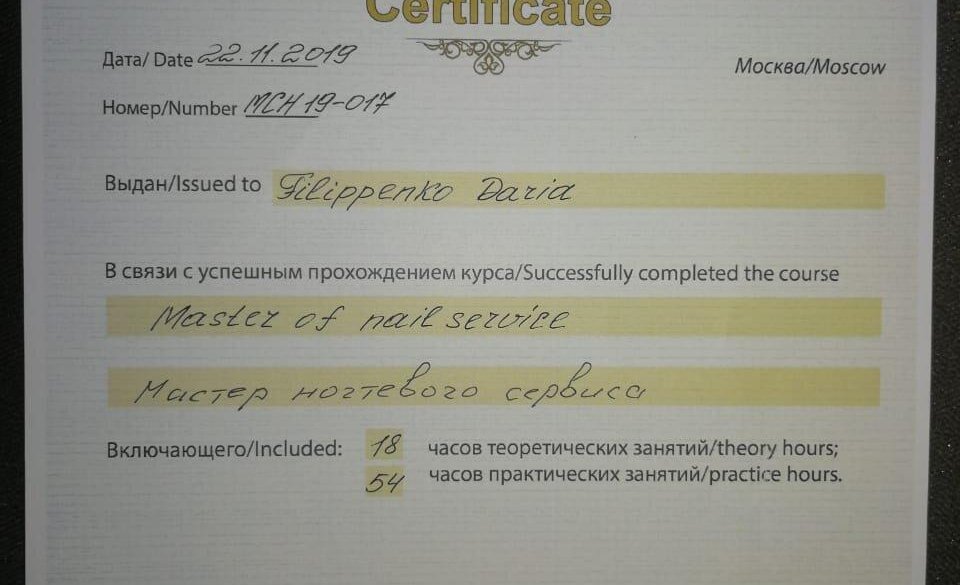 Certificate
Дата/ Date 22.11.2019
Москва/Moscow
Номер/Number МСН19-017
Выдан/Issued to Filippenko Daria
В связи с успешным прохождением курса/Successfully completed the course
Master of nail service
Мастер ногтевого сервиса
Включающего/Included: 18 часов теоретических занятий/theory hours;
54 часов практических занятий/practice hours.